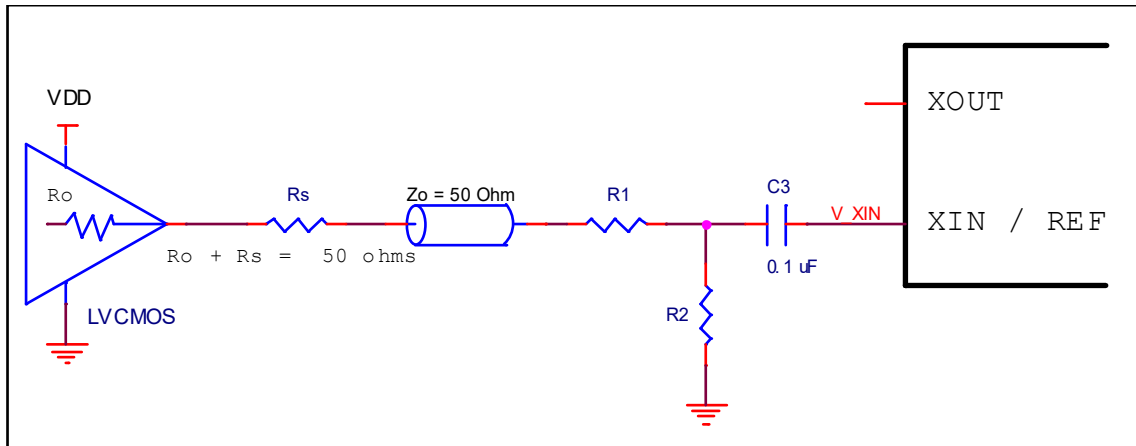 XOUT
VDD
Ro
Rs
Zo = 50 Ohm
R1
C3
V_XIN
XIN / REF
Ro + Rs = 50 ohms
0.1 uF
LVCMOS
R2